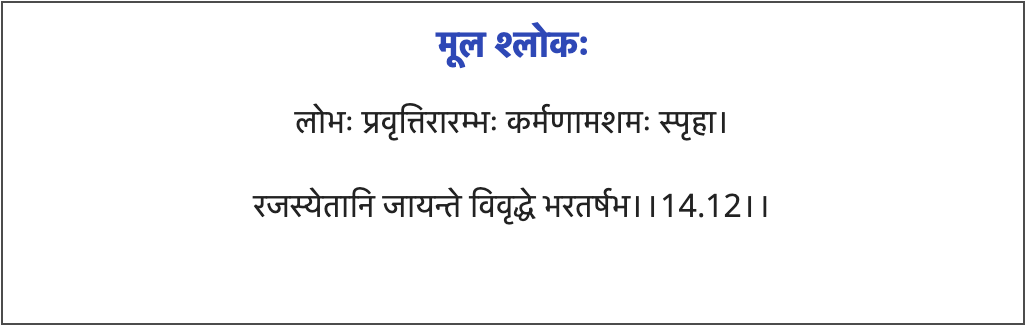 मूल श्लोकः
लोभः प्रवृत्तिरारम्भः कर्मणामशमः स्पृहा।
रजस्येतानि जायन्ते विवृद्धे भरतर्षभ।।14.12।।